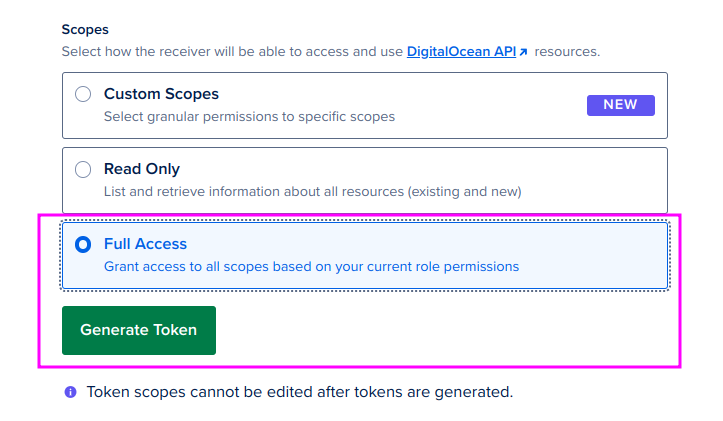 Scopes
Select how the receiver will be able to access and use DigitalOcean API resources.
Custom Scopes
NEW
Select granular permissions to specific scopes
Read Only
List and retrieve information about all resources (existing and new)
Full Access
Grant access to all scopes based on your current role permissions
Generate Token
Token scopes cannot be edited after tokens are generated.